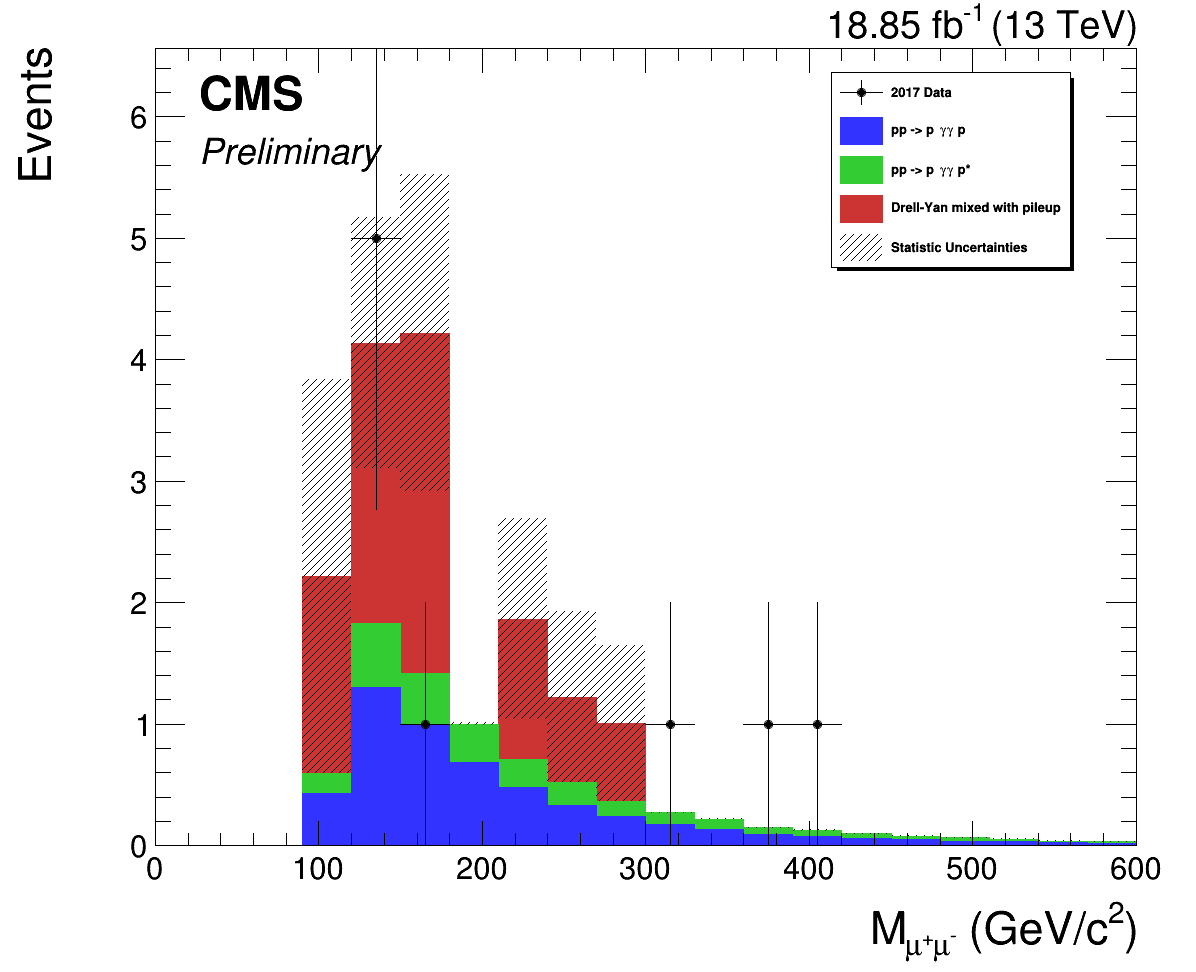 18.85 fb⁻¹ (13 TeV)
Events
CMS
Preliminary
2017 Data
pp -> p γγ p
pp -> p γγ p*
Drell-Yan mixed with pileup
Statistic Uncertainties
6
5
4
3
2
1
0
0 100 200 300 400 500 600
M_μ⁺μ⁻ (GeV/c²)